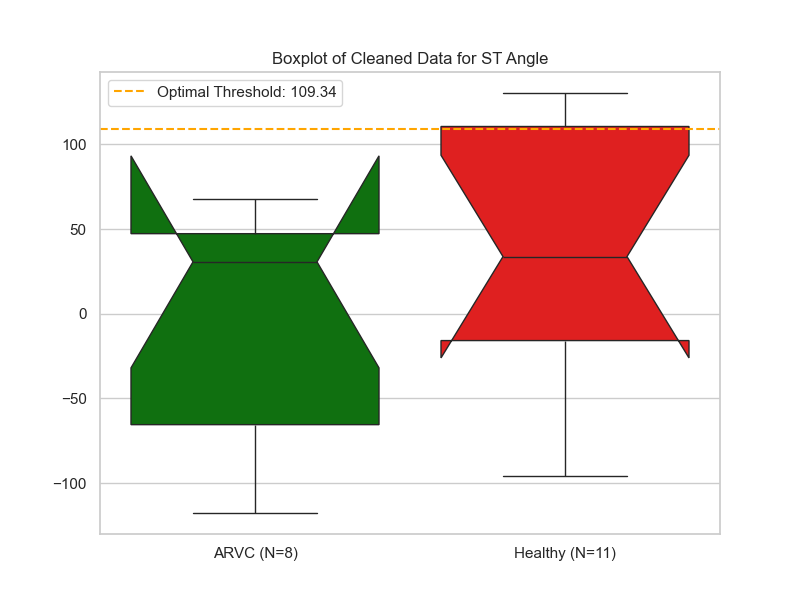 Boxplot of Cleaned Data for ST Angle
Optimal Threshold: 109.34
100
50
0
−50
−100
ARVC (N=8)
Healthy (N=11)